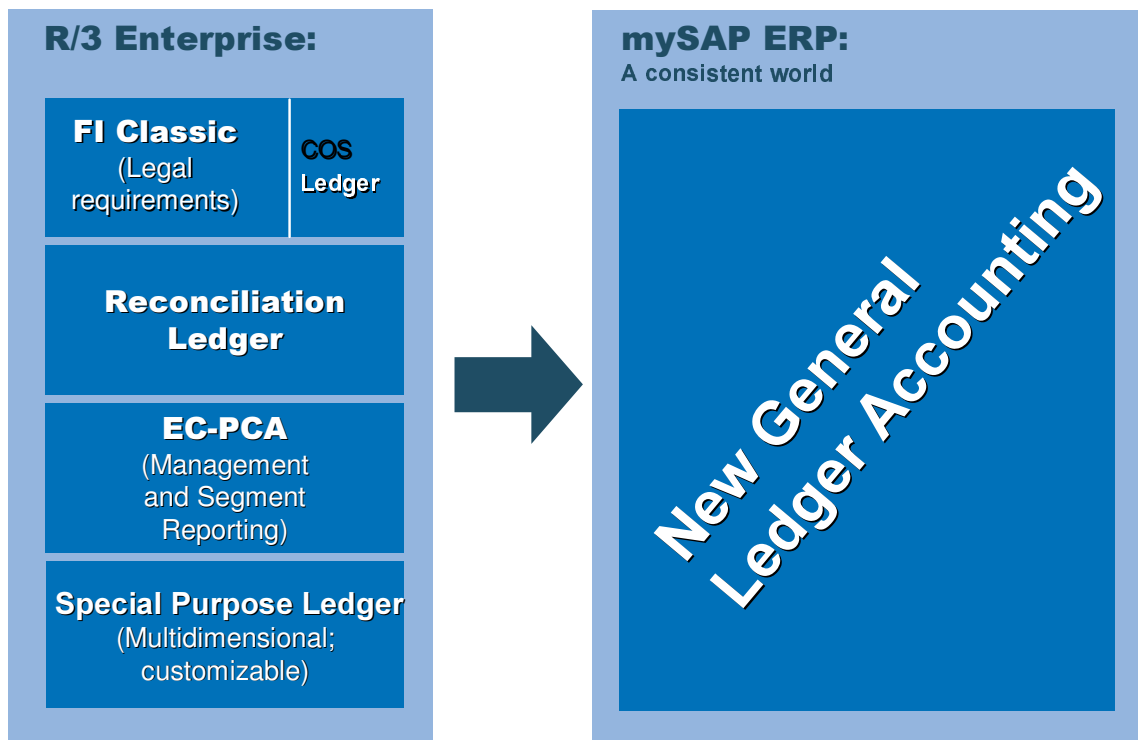 R/3 Enterprise:
FI Classic
(Legal
requirements)
COS
Ledger
Reconciliation
Ledger
EC-PCA
(Management
and Segment
Reporting)
Special Purpose Ledger
(Multidimensional;
customizable)
mySAP ERP:
A consistent world
New General
Ledger Accounting